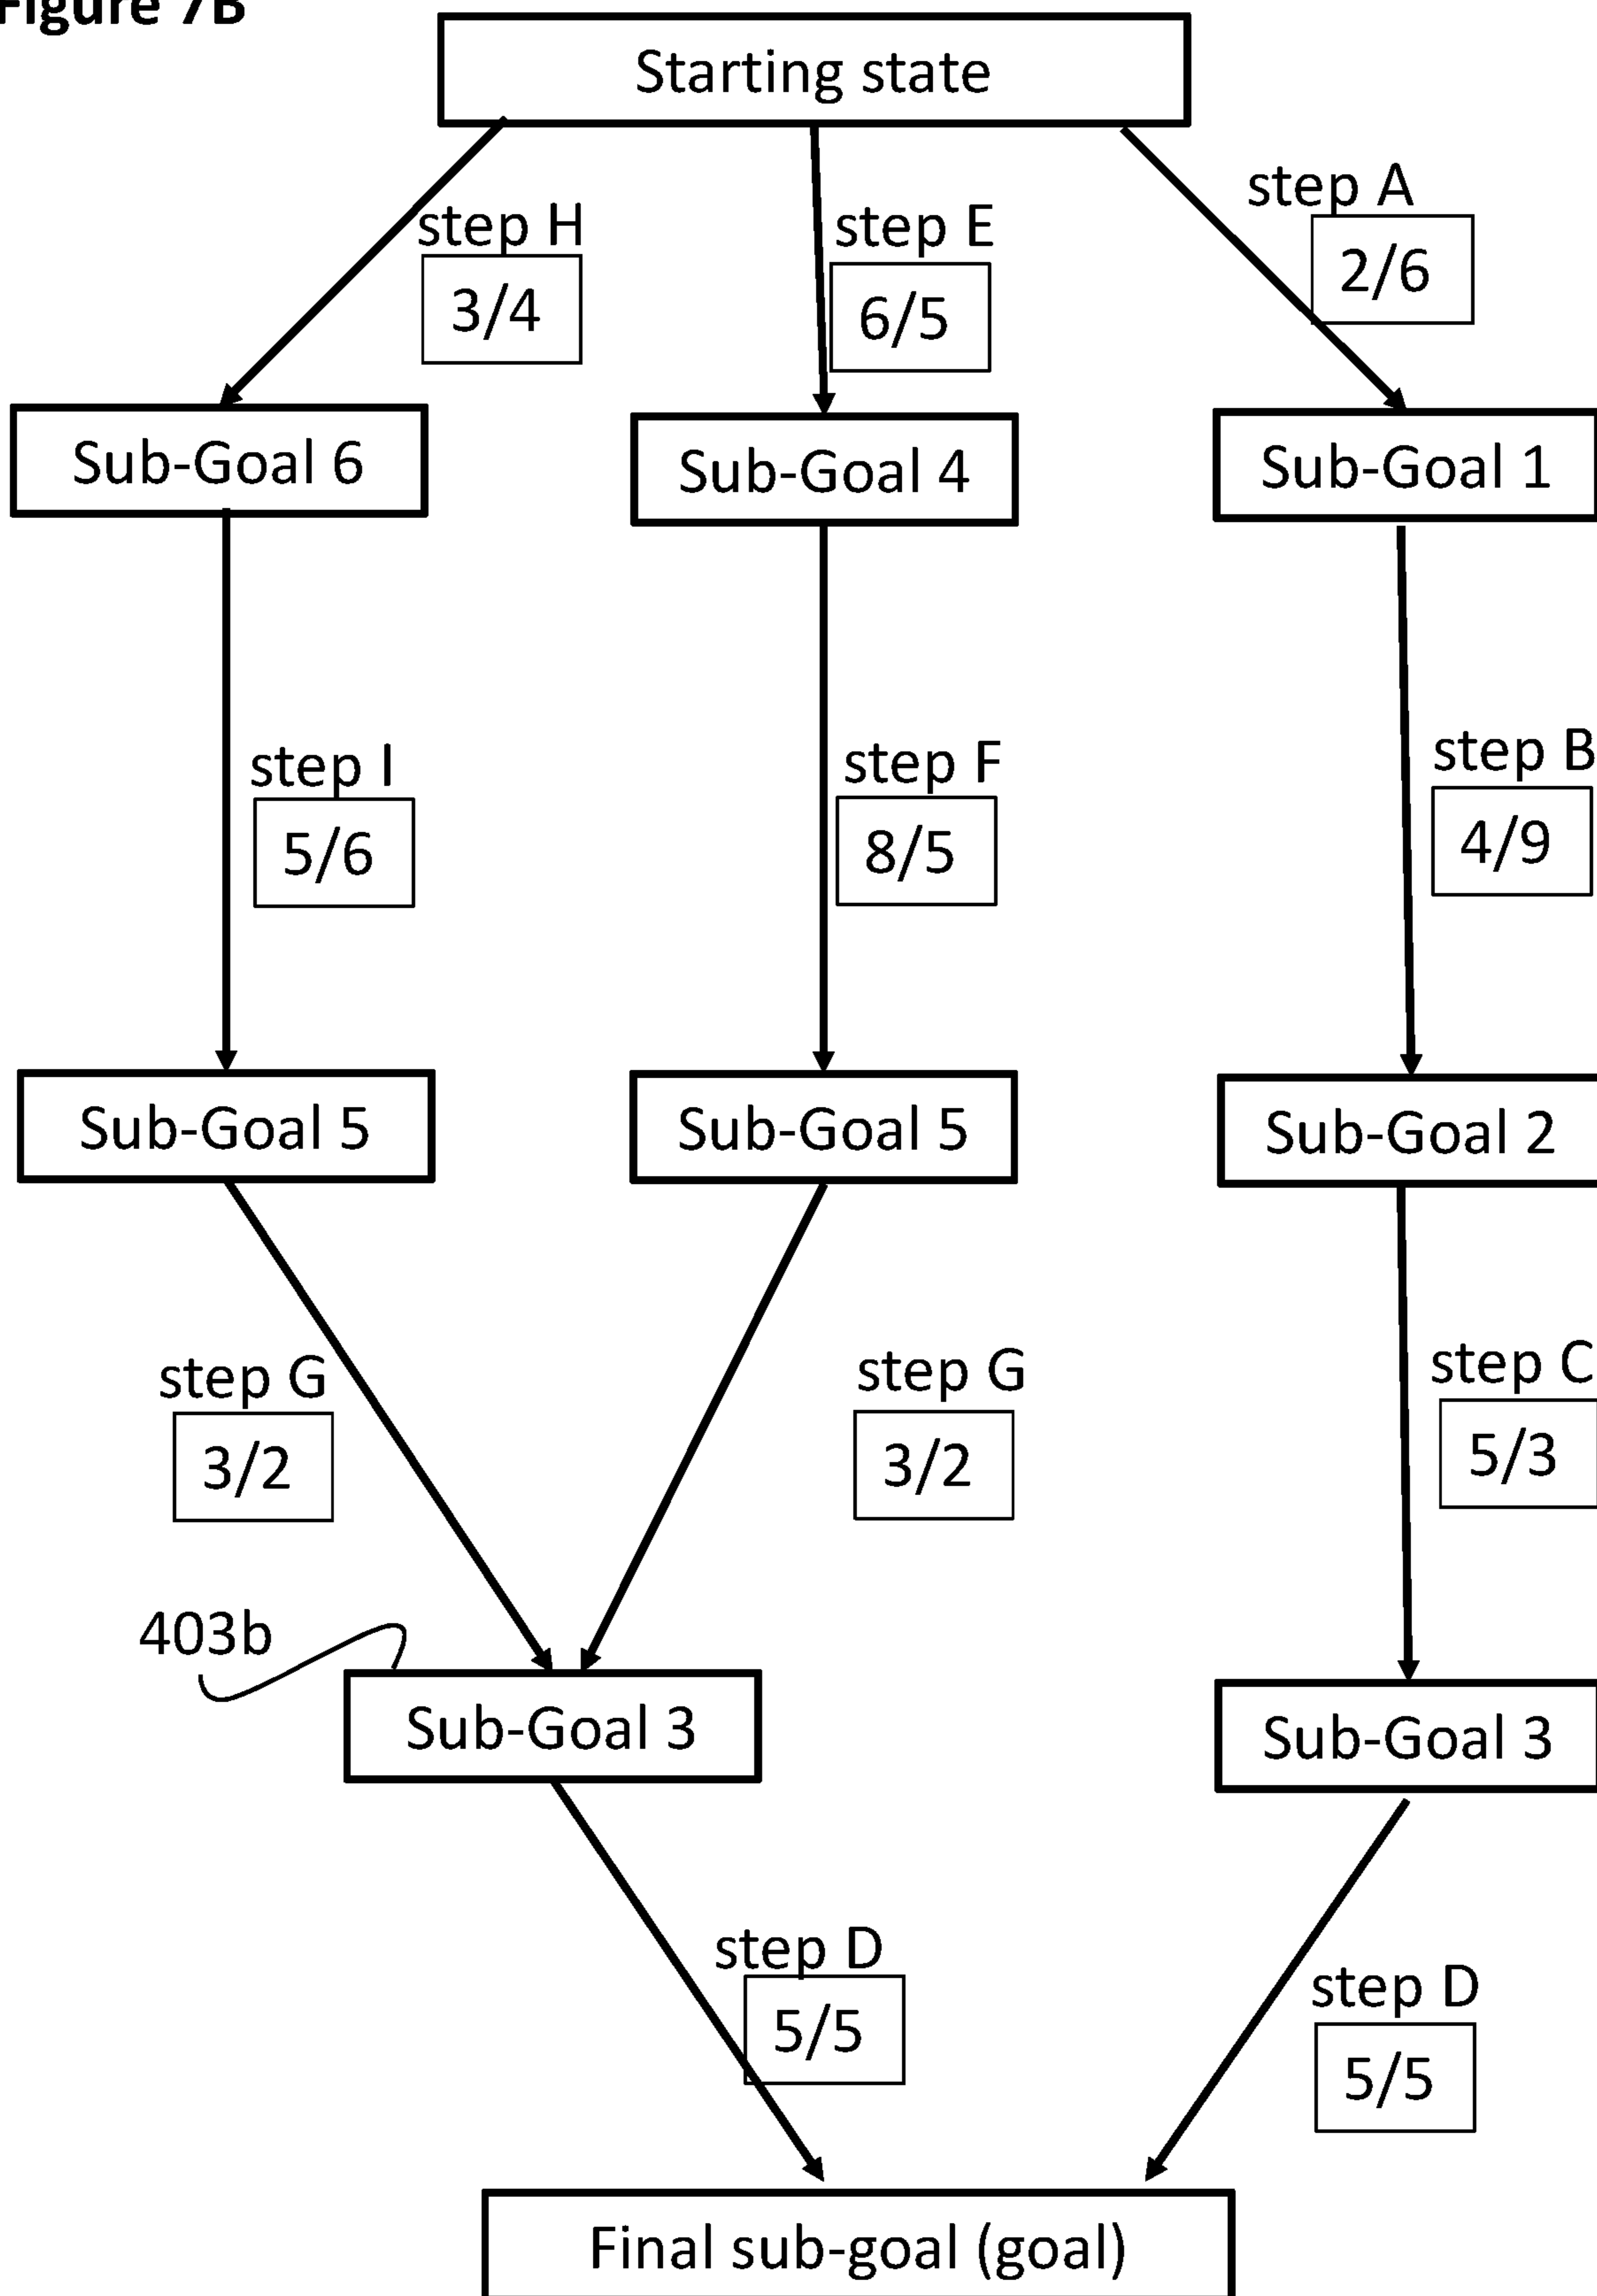 Figure 7B
Starting state
step H
3/4
step E
6/5
step A
2/6
Sub-Goal 6
Sub-Goal 4
Sub-Goal 1
step I
5/6
step F
8/5
step B
4/9
Sub-Goal 5
Sub-Goal 5
Sub-Goal 2
step G
3/2
step G
3/2
step C
5/3
403b
Sub-Goal 3
Sub-Goal 3
step D
5/5
step D
5/5
Final sub-goal (goal)